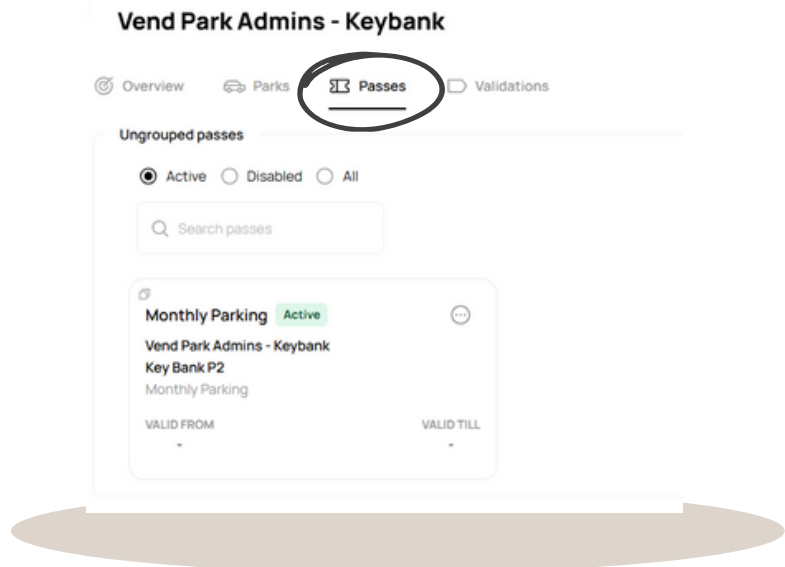 Vend Park Admins - Keybank
Overview Parks Passes Validations
Ungrouped passes
Active Disabled All
Search passes
Monthly Parking Active
Vend Park Admins - Keybank
Key Bank P2
Monthly Parking
VALID FROM VALID TILL
- -